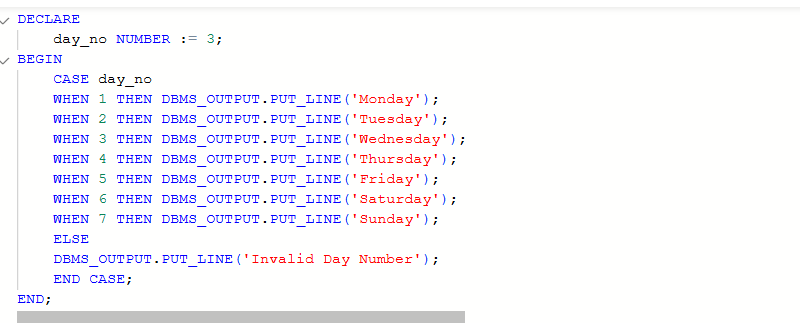 DECLARE
    day_no NUMBER := 3;
BEGIN
    CASE day_no
    WHEN 1 THEN DBMS_OUTPUT.PUT_LINE('Monday');
    WHEN 2 THEN DBMS_OUTPUT.PUT_LINE('Tuesday');
    WHEN 3 THEN DBMS_OUTPUT.PUT_LINE('Wednesday');
    WHEN 4 THEN DBMS_OUTPUT.PUT_LINE('Thursday');
    WHEN 5 THEN DBMS_OUTPUT.PUT_LINE('Friday');
    WHEN 6 THEN DBMS_OUTPUT.PUT_LINE('Saturday');
    WHEN 7 THEN DBMS_OUTPUT.PUT_LINE('Sunday');
    ELSE
    DBMS_OUTPUT.PUT_LINE('Invalid Day Number');
    END CASE;
END;